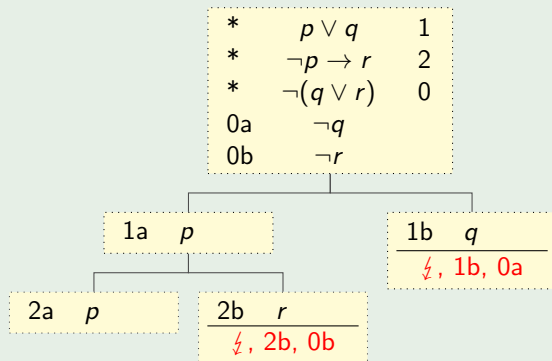 * p ∨ q 1
* ¬p → r 2
* ¬(q ∨ r) 0
0a ¬q
0b ¬r
1a p
1b q
↯, 1b, 0a
2a p
2b r
↯, 2b, 0b